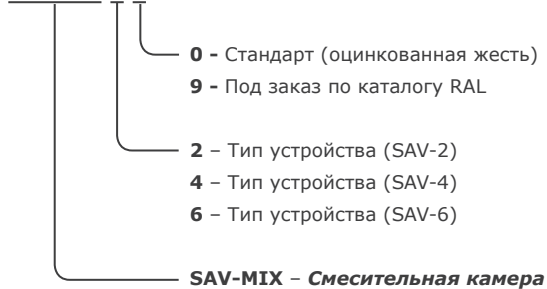 0 - Стандарт (оцинкованная жесть)
9 - Под заказ по каталогу RAL
2 – Тип устройства (SAV-2)
4 – Тип устройства (SAV-4)
6 – Тип устройства (SAV-6)
SAV-MIX – Смесительная камера